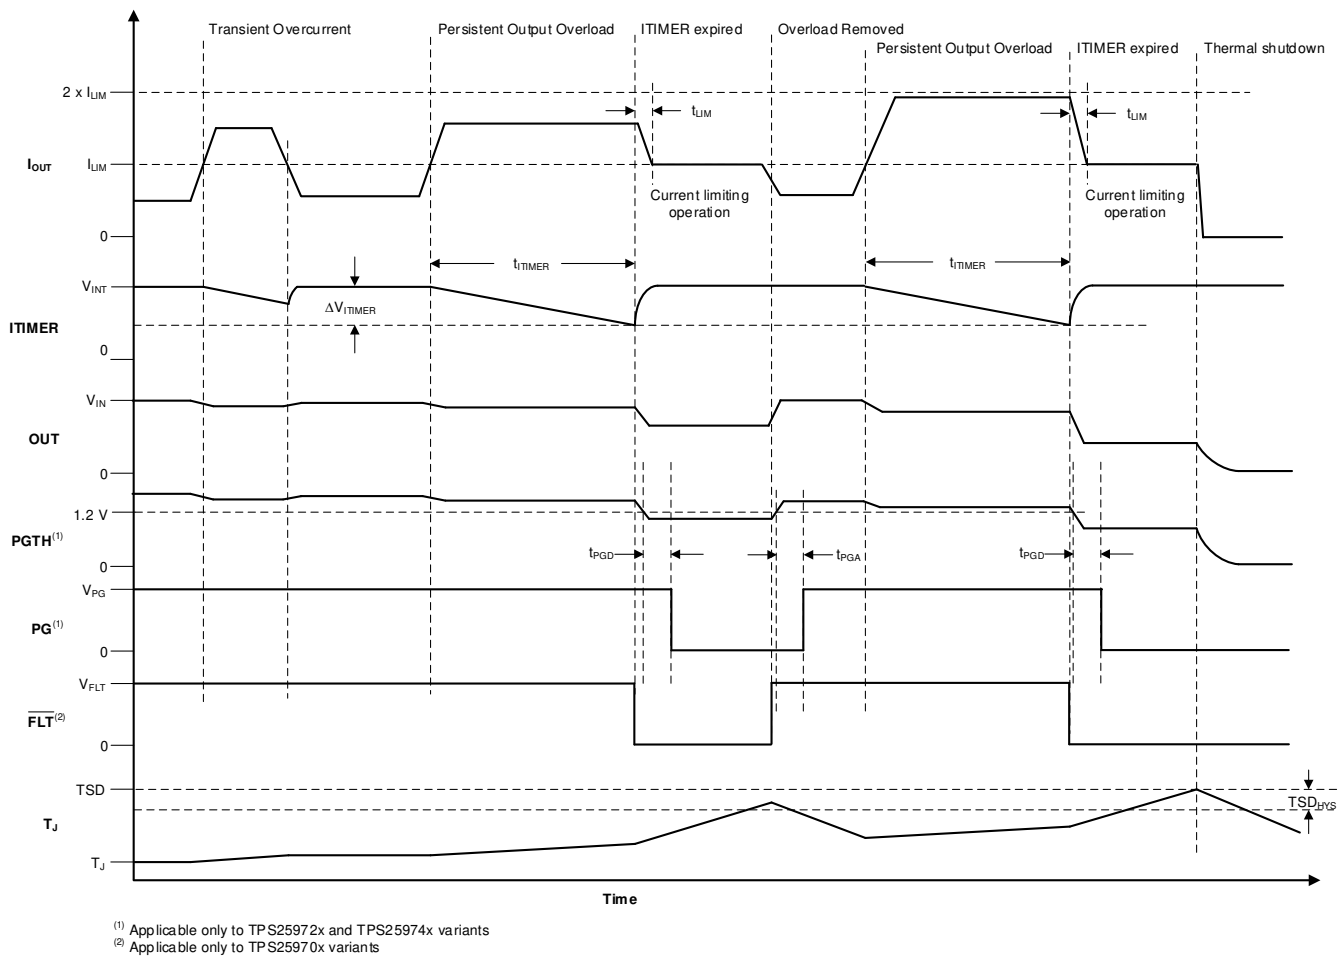 Transient Overcurrent
Persistent Output Overload
ITIMER expired
Overload Removed
Persistent Output Overload
ITIMER expired
Thermal shutdown
2 x ILIM
tLIM
tLIM
IOUT
ILIM
Current limiting
operation
Current limiting
operation
0
tITIMER
tITIMER
VINT
ΔVITIMER
ITIMER
0
VIN
OUT
0
1.2 V
PGTH(1)
tPGD
tPGA
tPGD
0
VPG
PG(1)
0
VFLT
FLT(2)
0
TSD
TSDHYS
TJ
TJ
Time
(1) Applicable only to TPS25972x and TPS25974x variants
(2) Applicable only to TPS25970x variants